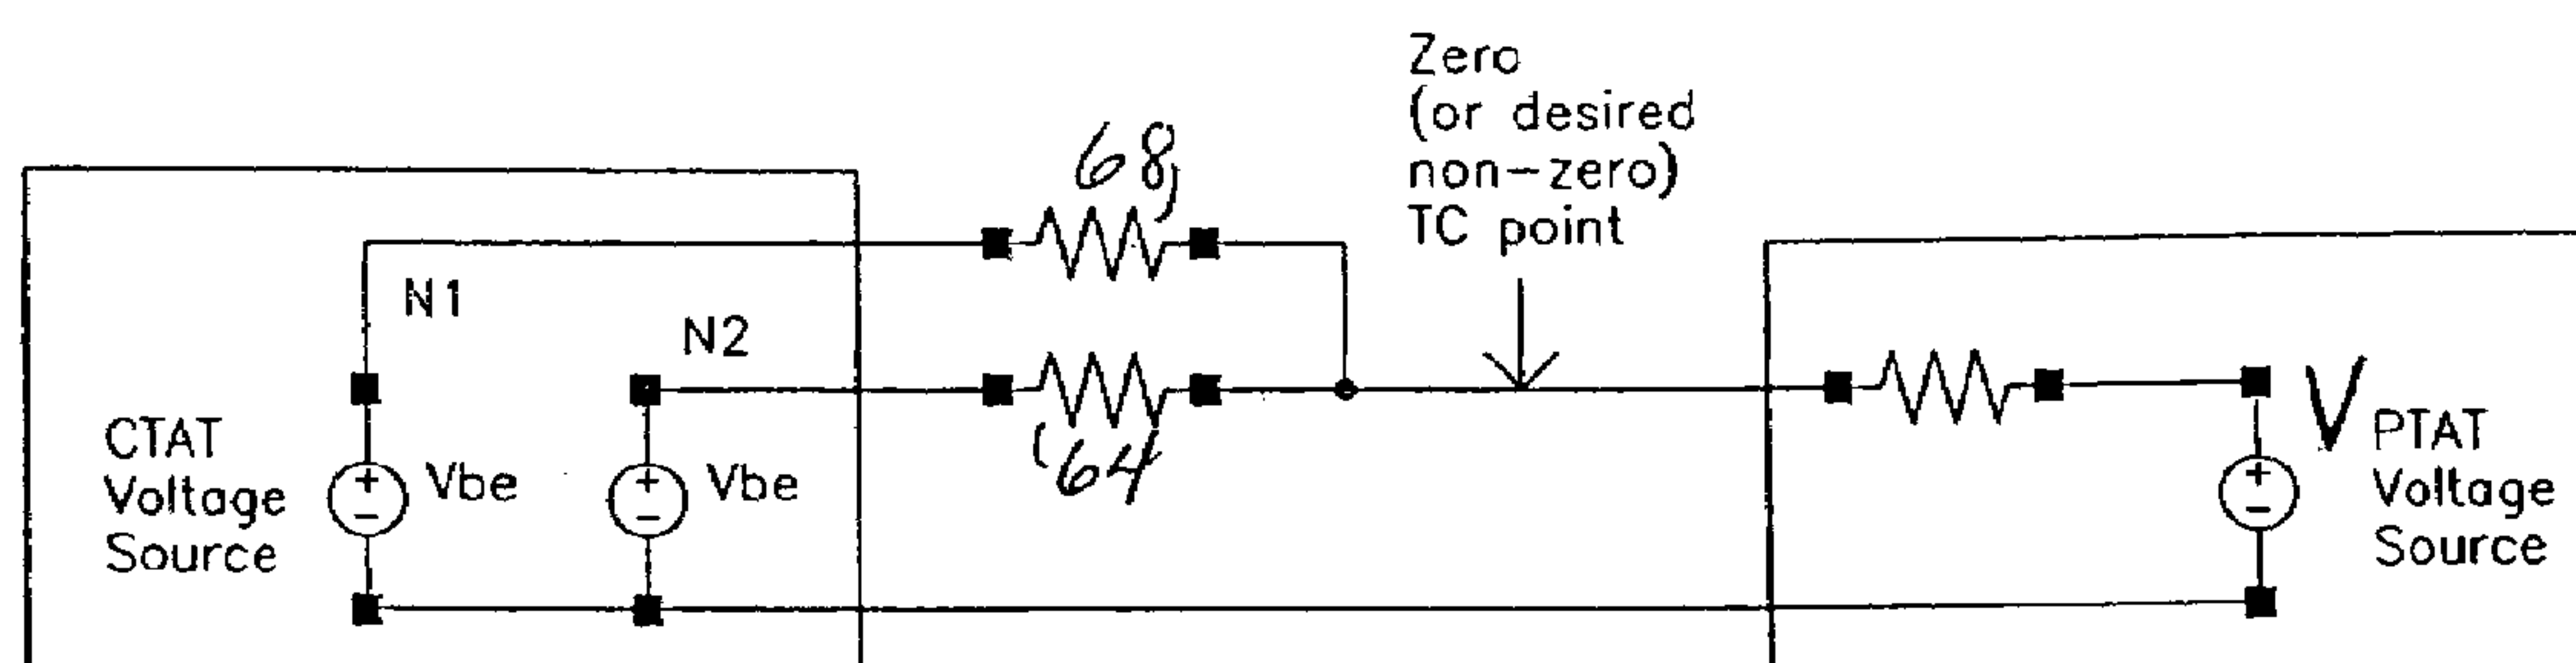 Zero
(or desired
non-zero)
TC point
68
N1
N2
64
CTAT
Voltage
Source
+
-
Vbe
+
-
Vbe
V PTAT
Voltage
Source
+
-